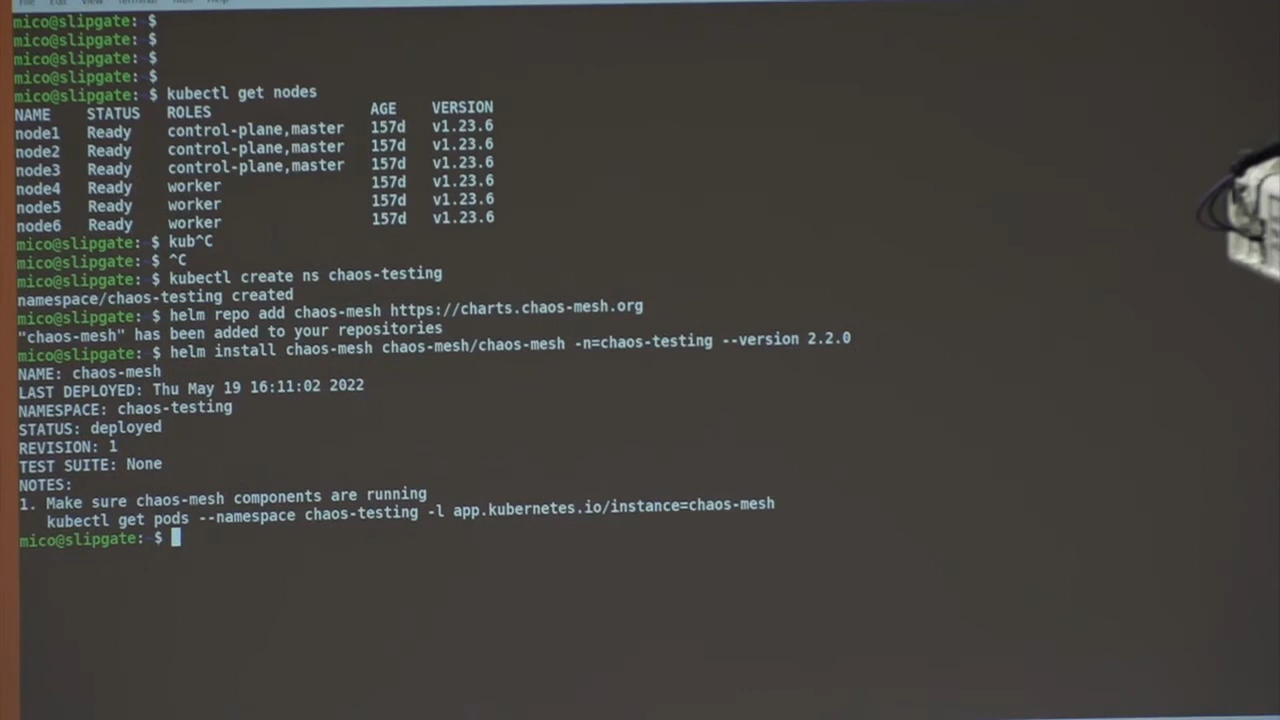 File Edit View Terminal Tabs Help
mico@slipgate: $
mico@slipgate: $
mico@slipgate: $
mico@slipgate: $
mico@slipgate: $ kubectl get nodes
NAME STATUS ROLES AGE VERSION
node1 Ready control-plane,master 157d v1.23.6
node2 Ready control-plane,master 157d v1.23.6
node3 Ready control-plane,master 157d v1.23.6
node4 Ready worker 157d v1.23.6
node5 Ready worker 157d v1.23.6
node6 Ready worker 157d v1.23.6
mico@slipgate: $ kub^C
mico@slipgate: $ ^C
mico@slipgate: $ kubectl create ns chaos-testing
namespace/chaos-testing created
mico@slipgate: $ helm repo add chaos-mesh https://charts.chaos-mesh.org
"chaos-mesh" has been added to your repositories
mico@slipgate: $ helm install chaos-mesh chaos-mesh/chaos-mesh -n=chaos-testing --version 2.2.0
NAME: chaos-mesh
LAST DEPLOYED: Thu May 19 16:11:02 2022
NAMESPACE: chaos-testing
STATUS: deployed
REVISION: 1
TEST SUITE: None
NOTES:
1. Make sure chaos-mesh components are running
kubectl get pods --namespace chaos-testing -l app.kubernetes.io/instance=chaos-mesh
mico@slipgate: $